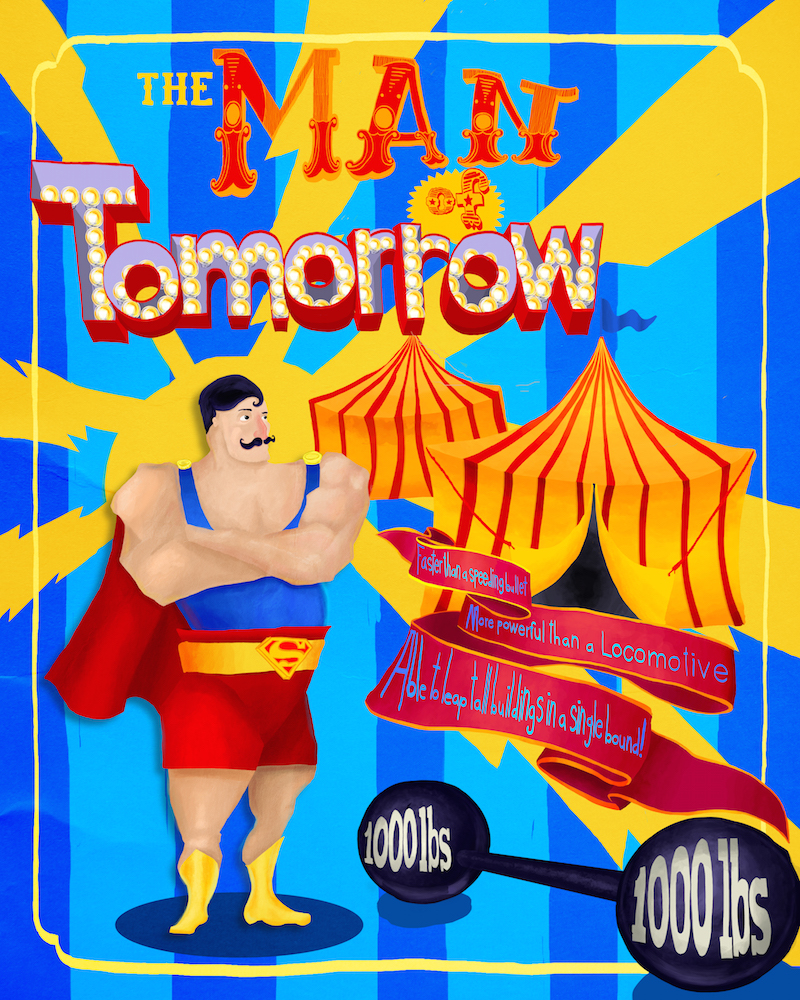 THE MAN
of
Tomorrow
Faster than a speeding bullet
More powerful than a Locomotive
Able to leap tall buildings in a single bound!
S
1000 lbs
1000 lbs